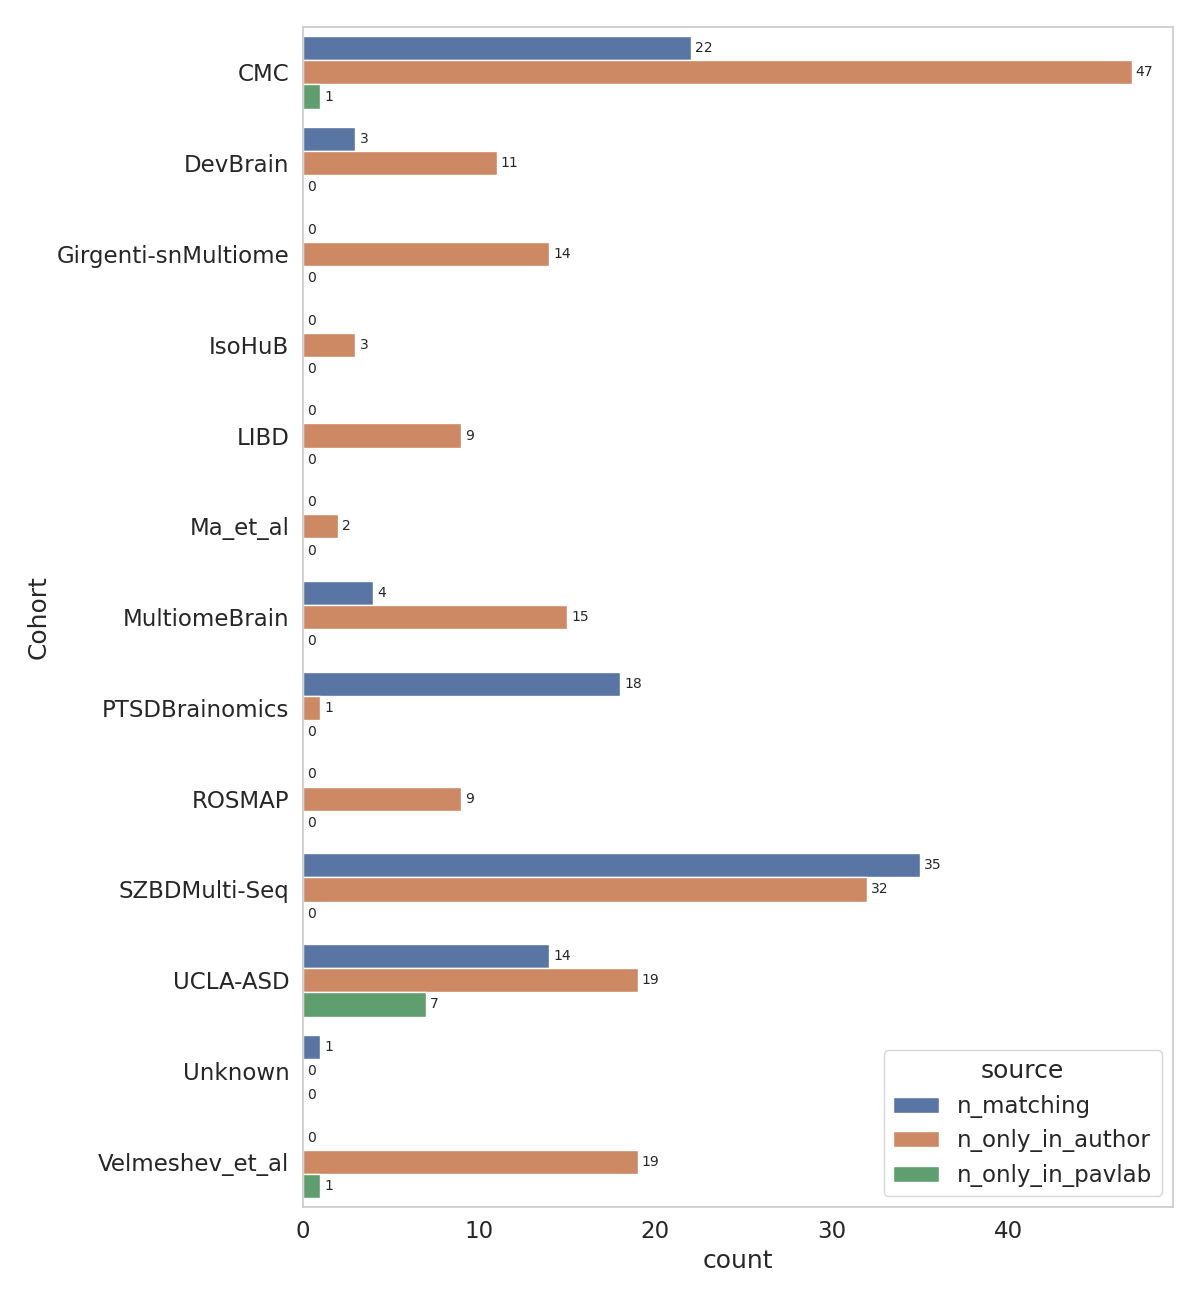 CMC
22
47
1
DevBrain
3
11
0
Girgenti-snMultiome
0
14
0
IsoHuB
0
3
0
LIBD
0
9
0
Ma_et_al
0
2
0
MultiomeBrain
4
15
0
PTSDBrainomics
18
1
0
ROSMAP
0
9
0
SZBDMulti-Seq
35
32
0
UCLA-ASD
14
19
7
Unknown
1
0
0
Velmeshev_et_al
0
19
1
Cohort
0 10 20 30 40
count
source
n_matching
n_only_in_author
n_only_in_pavlab